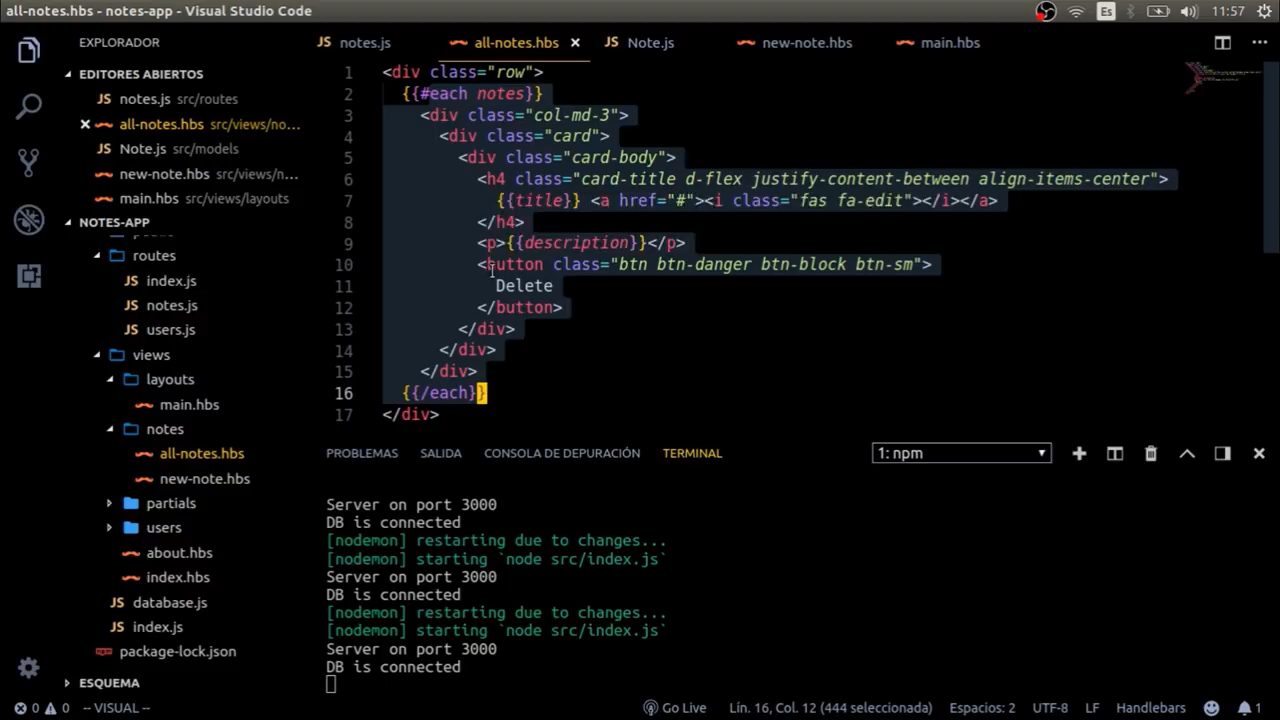 all-notes.hbs - notes-app - Visual Studio Code
Es
11:57
EXPLORADOR
EDITORES ABIERTOS
notes.js src/routes
all-notes.hbs src/views/no...
Note.js src/models
new-note.hbs src/views/n...
main.hbs src/views/layouts
NOTES-APP
routes
index.js
notes.js
users.js
views
layouts
main.hbs
notes
all-notes.hbs
new-note.hbs
partials
users
about.hbs
index.hbs
database.js
index.js
package-lock.json
ESQUEMA
notes.js
all-notes.hbs
Note.js
new-note.hbs
main.hbs
1 <div class="row">
2 {{#each notes}}
3 <div class="col-md-3">
4 <div class="card">
5 <div class="card-body">
6 <h4 class="card-title d-flex justify-content-between align-items-center">
7 {{title}} <a href="#"><i class="fas fa-edit"></i></a>
8 </h4>
9 <p>{{description}}</p>
10 <button class="btn btn-danger btn-block btn-sm">
11 Delete
12 </button>
13 </div>
14 </div>
15 </div>
16 {{/each}}
17 </div>
PROBLEMAS SALIDA CONSOLA DE DEPURACIÓN TERMINAL 1: npm
Server on port 3000
DB is connected
[nodemon] restarting due to changes...
[nodemon] starting `node src/index.js`
Server on port 3000
DB is connected
[nodemon] restarting due to changes...
[nodemon] starting `node src/index.js`
Server on port 3000
DB is connected
0 0 -- VISUAL -- Go Live Lín. 16, Col. 12 (444 seleccionada) Espacios: 2 UTF-8 LF Handlebars 1